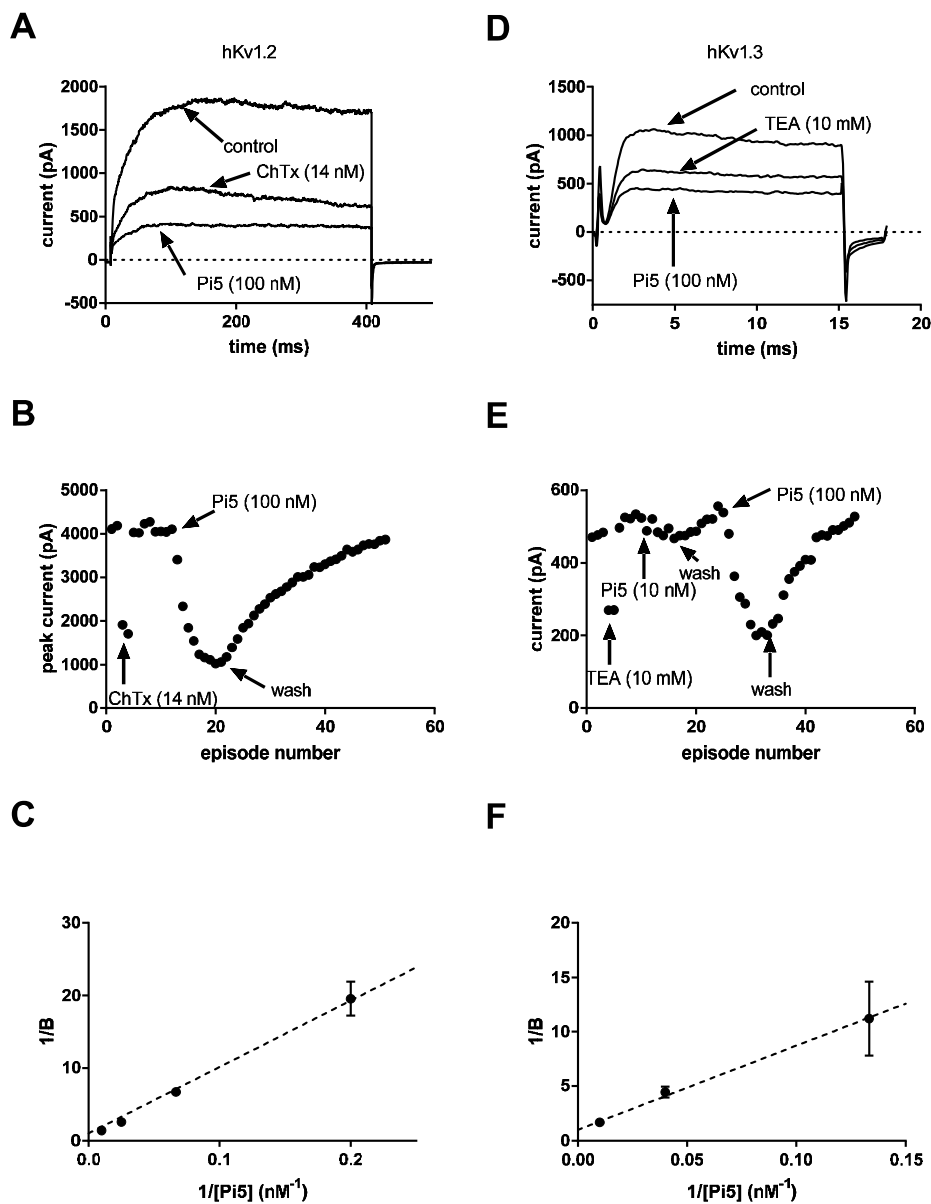 A
hKv1.2
2000
1500
1000
500
0
-500
current (pA)
control
ChTx (14 nM)
Pi5 (100 nM)
0
200
400
time (ms)
D
hKv1.3
1500
1000
500
0
-500
current (pA)
control
TEA (10 mM)
Pi5 (100 nM)
0
5
10
15
20
time (ms)
B
5000
4000
3000
2000
1000
0
peak current (pA)
Pi5 (100 nM)
wash
ChTx (14 nM)
0
20
40
60
episode number
E
600
400
200
0
current (pA)
Pi5 (100 nM)
wash
Pi5 (10 nM)
TEA (10 mM)
wash
0
20
40
60
episode number
C
30
20
10
0
1/B
0.0
0.1
0.2
1/[Pi5] (nM⁻¹)
F
20
15
10
5
0
1/B
0.00
0.05
0.10
0.15
1/[Pi5] (nM⁻¹)